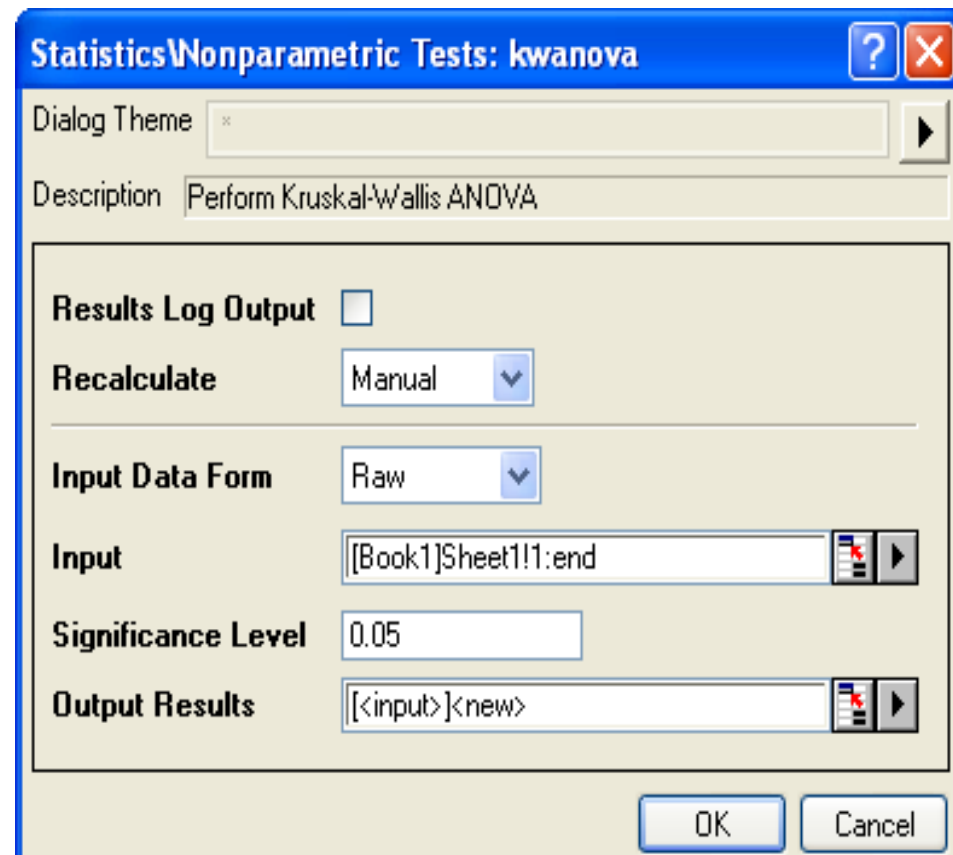 Statistics\Nonparametric Tests: kwanova
Dialog Theme *
Description Perform Kruskal-Wallis ANOVA
Results Log Output
Recalculate Manual
Input Data Form Raw
Input [Book1]Sheet1!1:end
Significance Level 0.05
Output Results [<input>]<new>
OK Cancel